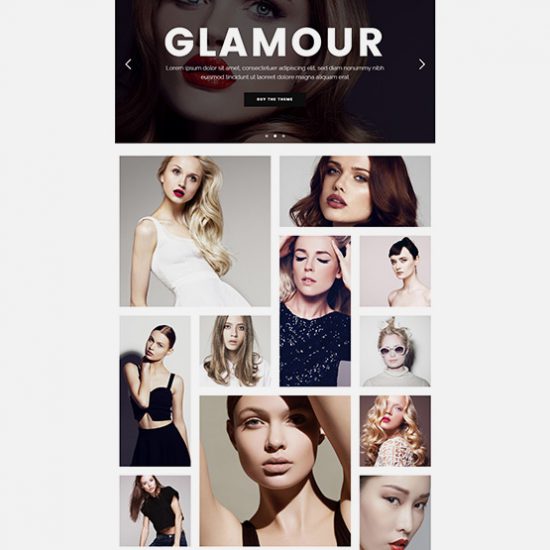 GLAMOUR
Lorem ipsum dolor sit amet, consectetuer adipiscing elit, sed diam nonummy nibh
euismod tincidunt ut laoreet dolore magna aliquam erat
BUY THE THEME